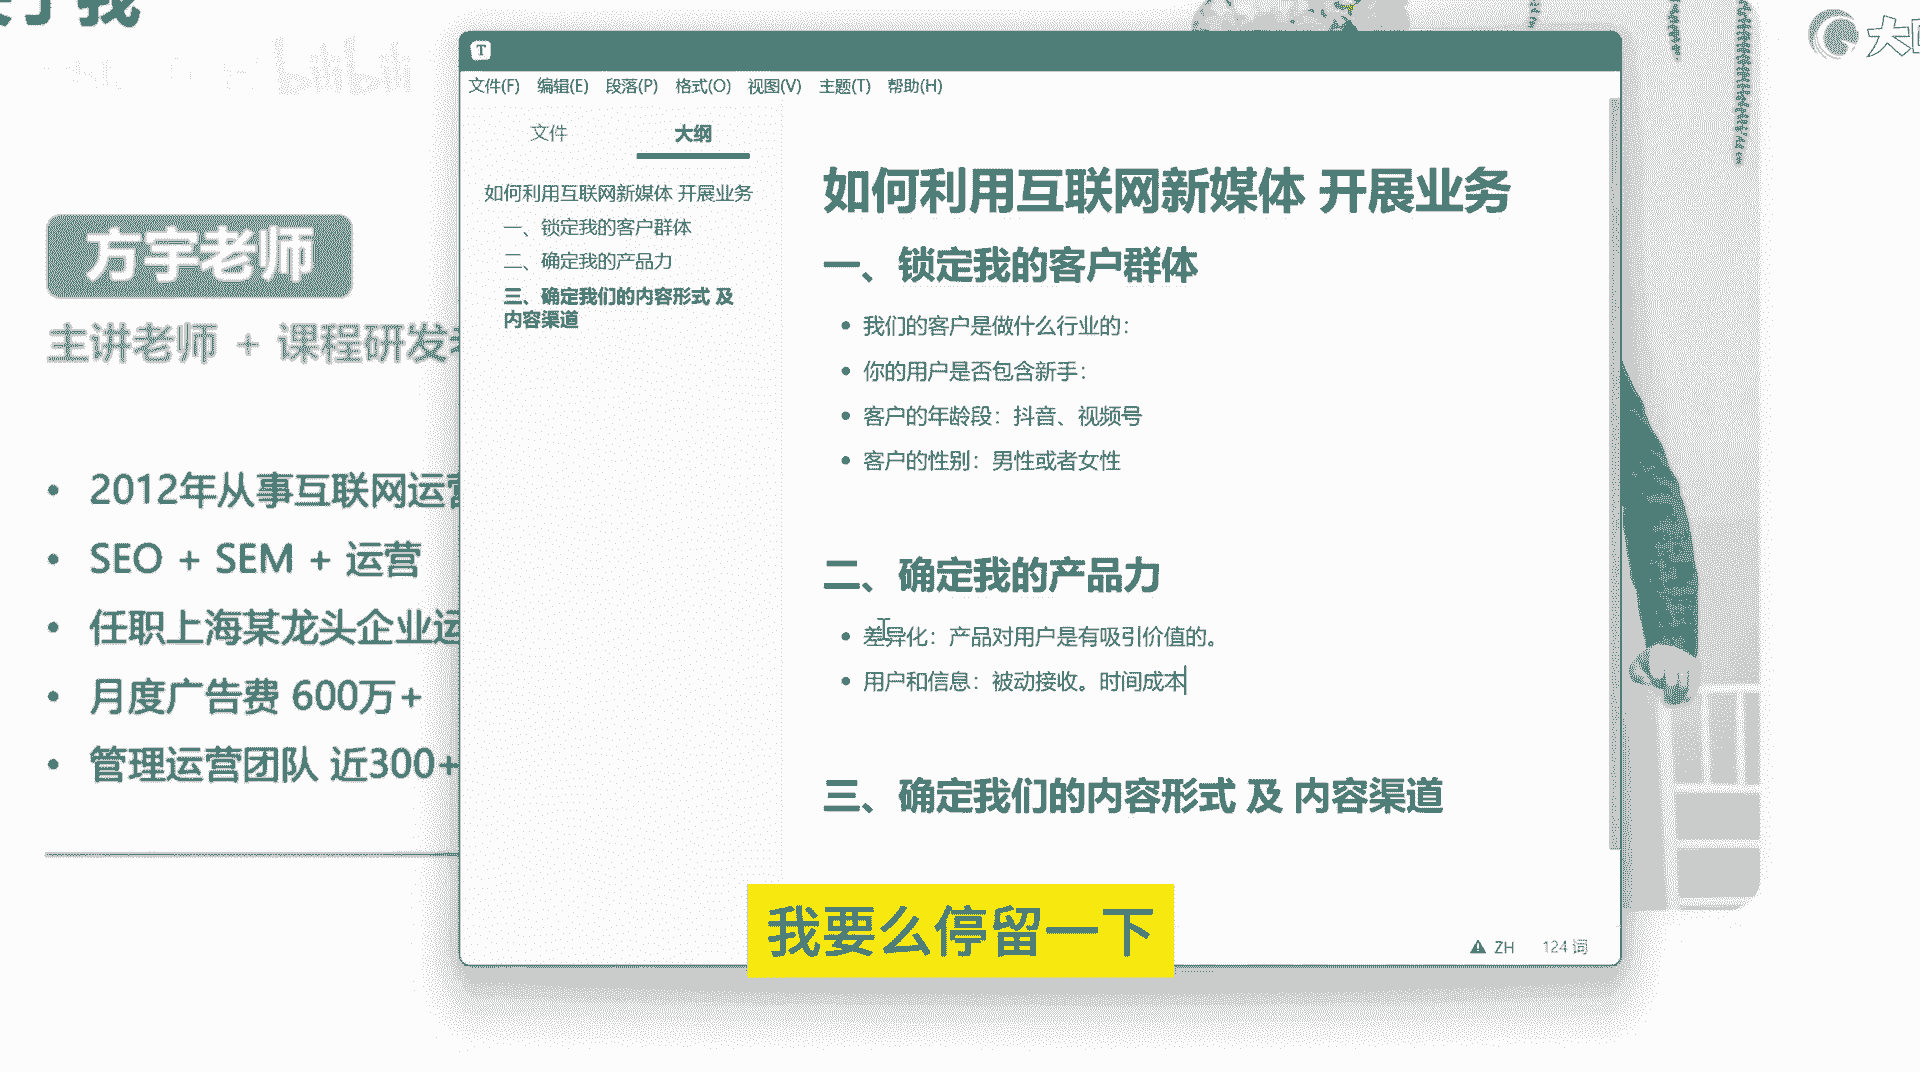 bilibili
方宇老师
主讲老师 + 课程研发
2012年从事互联网运营
SEO + SEM + 运营
任职上海某龙头企业运
月度广告费 600万+
管理运营团队 近300+
T
文件(F) 编辑(E) 段落(P) 格式(O) 视图(V) 主题(T) 帮助(H)
文件 大纲
如何利用互联网新媒体 开展业务
一、锁定我的客户群体
二、确定我的产品力
三、确定我们的内容形式 及
内容渠道
如何利用互联网新媒体 开展业务
一、锁定我的客户群体
我们的客户是做什么行业的：
你的用户是否包含新手：
客户的年龄段：抖音、视频号
客户的性别：男性或者女性
二、确定我的产品力
差异化：产品对用户是有吸引价值的。
用户和信息：被动接收。时间成本
三、确定我们的内容形式 及 内容渠道
ZH 124 词
我要么停留一下
大